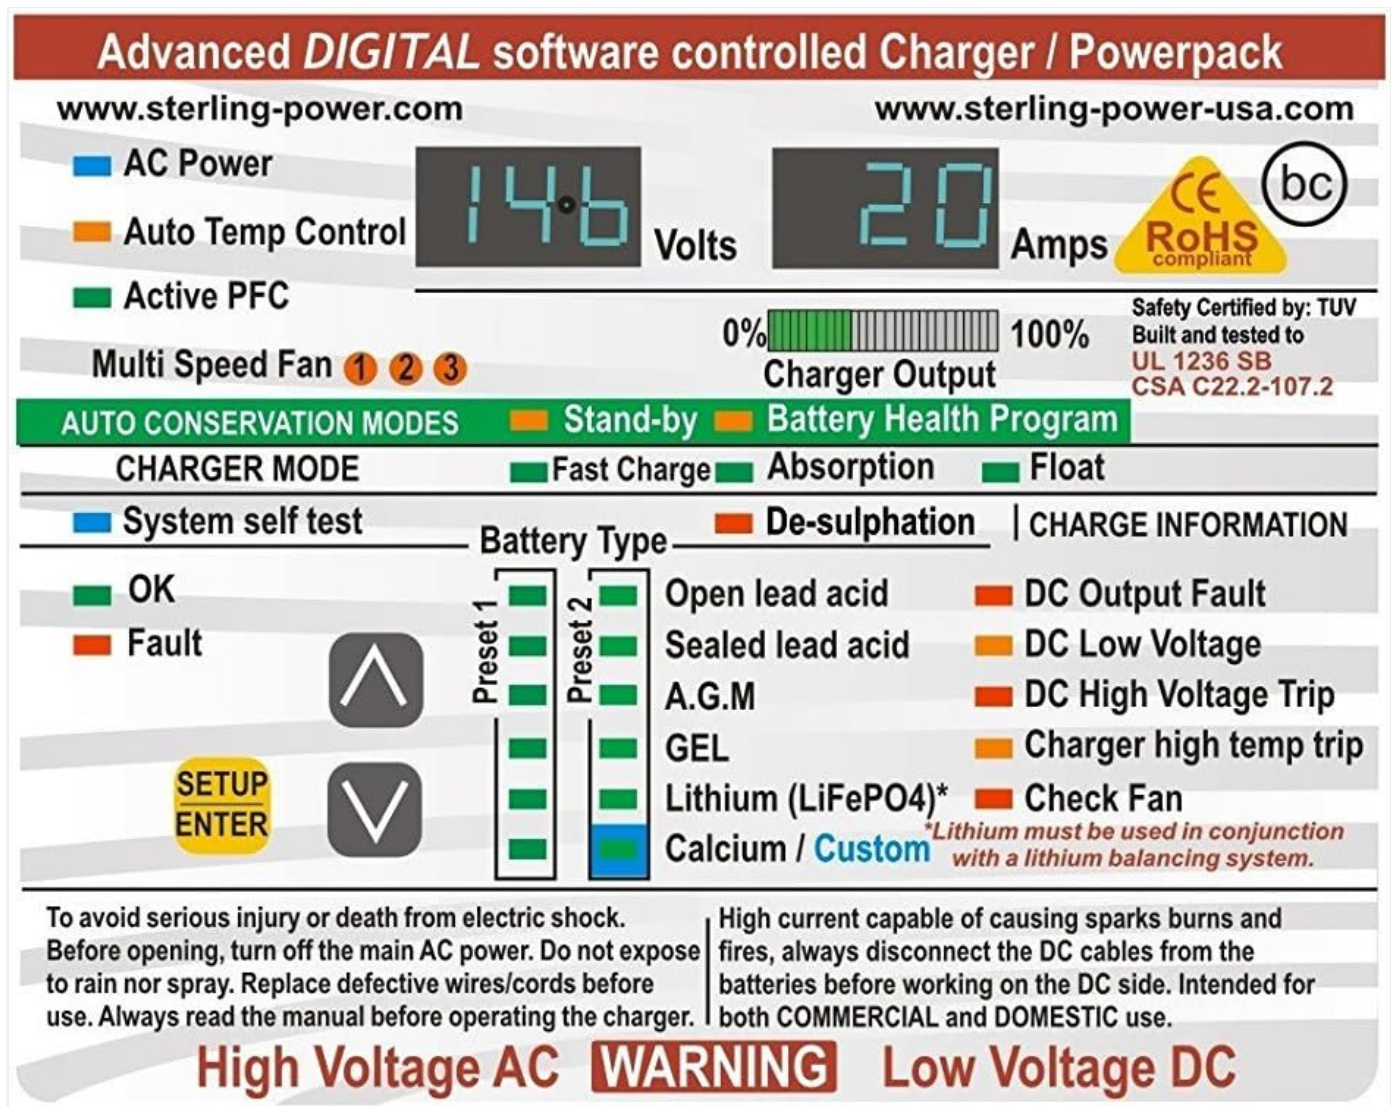 Advanced DIGITAL software controlled Charger / Powerpack
www.sterling-power.com
www.sterling-power-usa.com
AC Power
14.6 Volts
20 Amps
CE
RoHS
compliant
bc
Auto Temp Control
Active PFC
Multi Speed Fan 1 2 3
0% 100%
Charger Output
Safety Certified by: TUV
Built and tested to
UL 1236 SB
CSA C22.2-107.2
AUTO CONSERVATION MODES Stand-by Battery Health Program
CHARGER MODE Fast Charge Absorption Float
System self test
De-sulphation
CHARGE INFORMATION
Battery Type
OK
Fault
SETUP
ENTER
Preset 1
Preset 2
Open lead acid
Sealed lead acid
A.G.M
GEL
Lithium (LiFePO4)*
Calcium / Custom
DC Output Fault
DC Low Voltage
DC High Voltage Trip
Charger high temp trip
Check Fan
*Lithium must be used in conjunction
with a lithium balancing system.
To avoid serious injury or death from electric shock.
Before opening, turn off the main AC power. Do not expose
to rain nor spray. Replace defective wires/cords before
use. Always read the manual before operating the charger.
High current capable of causing sparks burns and
fires, always disconnect the DC cables from the
batteries before working on the DC side. Intended for
both COMMERCIAL and DOMESTIC use.
High Voltage AC WARNING Low Voltage DC